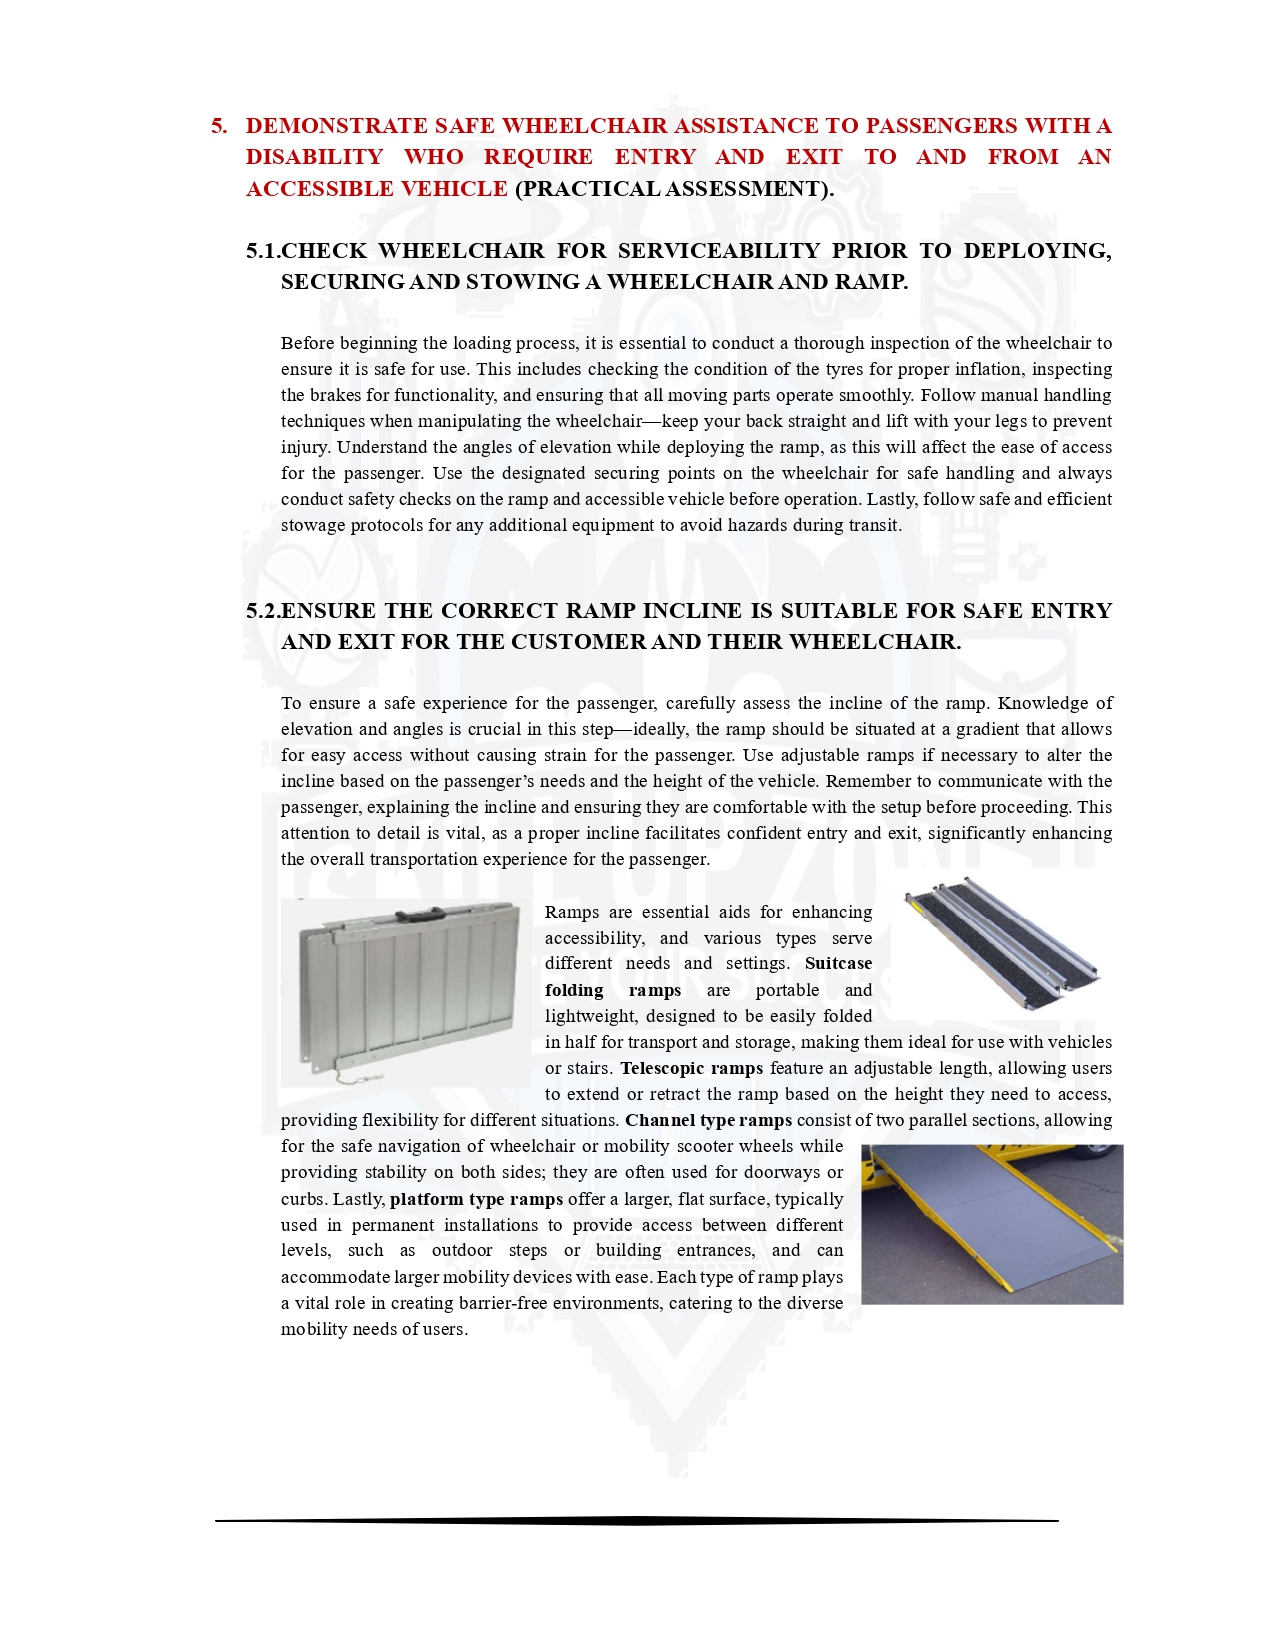 5. DEMONSTRATE SAFE WHEELCHAIR ASSISTANCE TO PASSENGERS WITH A
DISABILITY WHO REQUIRE ENTRY AND EXIT TO AND FROM AN
ACCESSIBLE VEHICLE (PRACTICAL ASSESSMENT).
5.1.CHECK WHEELCHAIR FOR SERVICEABILITY PRIOR TO DEPLOYING,
SECURING AND STOWING A WHEELCHAIR AND RAMP.
Before beginning the loading process, it is essential to conduct a thorough inspection of the wheelchair to
ensure it is safe for use. This includes checking the condition of the tyres for proper inflation, inspecting
the brakes for functionality, and ensuring that all moving parts operate smoothly. Follow manual handling
techniques when manipulating the wheelchair—keep your back straight and lift with your legs to prevent
injury. Understand the angles of elevation while deploying the ramp, as this will affect the ease of access
for the passenger. Use the designated securing points on the wheelchair for safe handling and always
conduct safety checks on the ramp and accessible vehicle before operation. Lastly, follow safe and efficient
stowage protocols for any additional equipment to avoid hazards during transit.
5.2.ENSURE THE CORRECT RAMP INCLINE IS SUITABLE FOR SAFE ENTRY
AND EXIT FOR THE CUSTOMER AND THEIR WHEELCHAIR.
To ensure a safe experience for the passenger, carefully assess the incline of the ramp. Knowledge of
elevation and angles is crucial in this step—ideally, the ramp should be situated at a gradient that allows
for easy access without causing strain for the passenger. Use adjustable ramps if necessary to alter the
incline based on the passenger’s needs and the height of the vehicle. Remember to communicate with the
passenger, explaining the incline and ensuring they are comfortable with the setup before proceeding. This
attention to detail is vital, as a proper incline facilitates confident entry and exit, significantly enhancing
the overall transportation experience for the passenger.
Ramps are essential aids for enhancing
accessibility, and various types serve
different needs and settings. Suitcase
folding ramps are portable and
lightweight, designed to be easily folded
in half for transport and storage, making them ideal for use with vehicles
or stairs. Telescopic ramps feature an adjustable length, allowing users
to extend or retract the ramp based on the height they need to access,
providing flexibility for different situations. Channel type ramps consist of two parallel sections, allowing
for the safe navigation of wheelchair or mobility scooter wheels while
providing stability on both sides; they are often used for doorways or
curbs. Lastly, platform type ramps offer a larger, flat surface, typically
used in permanent installations to provide access between different
levels, such as outdoor steps or building entrances, and can
accommodate larger mobility devices with ease. Each type of ramp plays
a vital role in creating barrier-free environments, catering to the diverse
mobility needs of users.